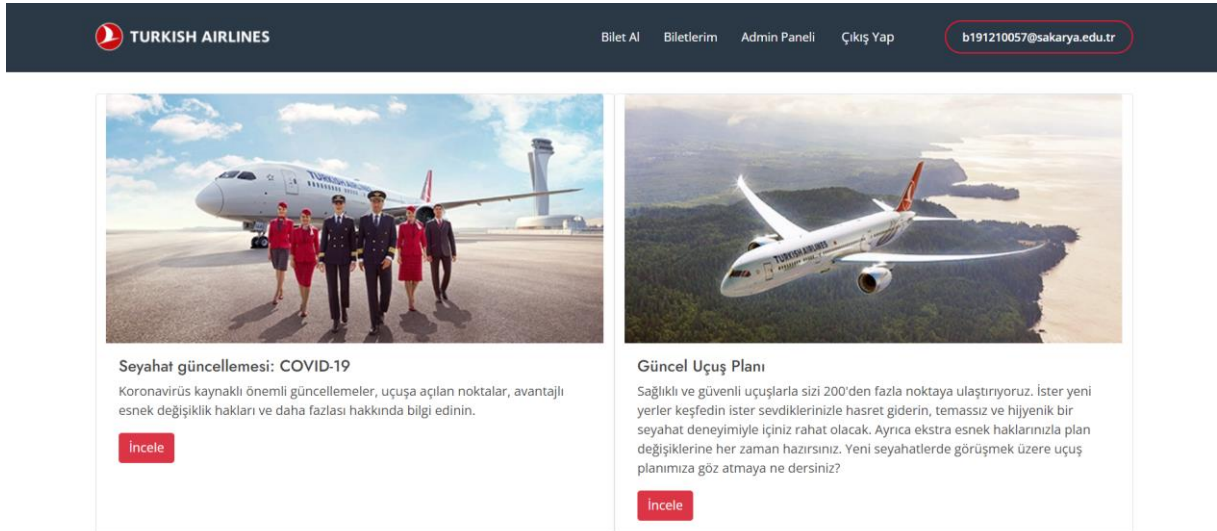 TURKISH AIRLINES
Bilet Al
Biletlerim
Admin Paneli
Çıkış Yap
b191210057@sakarya.edu.tr
TURKISH AIRLINES
TURKISH AIRLINES
Seyahat güncellemesi: COVID-19
Koronavirüs kaynaklı önemli güncellemeler, uçuşa açılan noktalar, avantajlı
esnek değişiklik hakları ve daha fazlası hakkında bilgi edinin.
İncele
Güncel Uçuş Planı
Sağlıklı ve güvenli uçuşlarla sizi 200'den fazla noktaya ulaştırıyoruz. İster yeni
yerler keşfedin ister sevdiklerinizle hasret giderin, temassız ve hijyenik bir
seyahat deneyimiyle içiniz rahat olacak. Ayrıca ekstra esnek haklarınızla plan
değişiklerine her zaman hazırsınız. Yeni seyahatlerde görüşmek üzere uçuş
planımıza göz atmaya ne dersiniz?
İncele